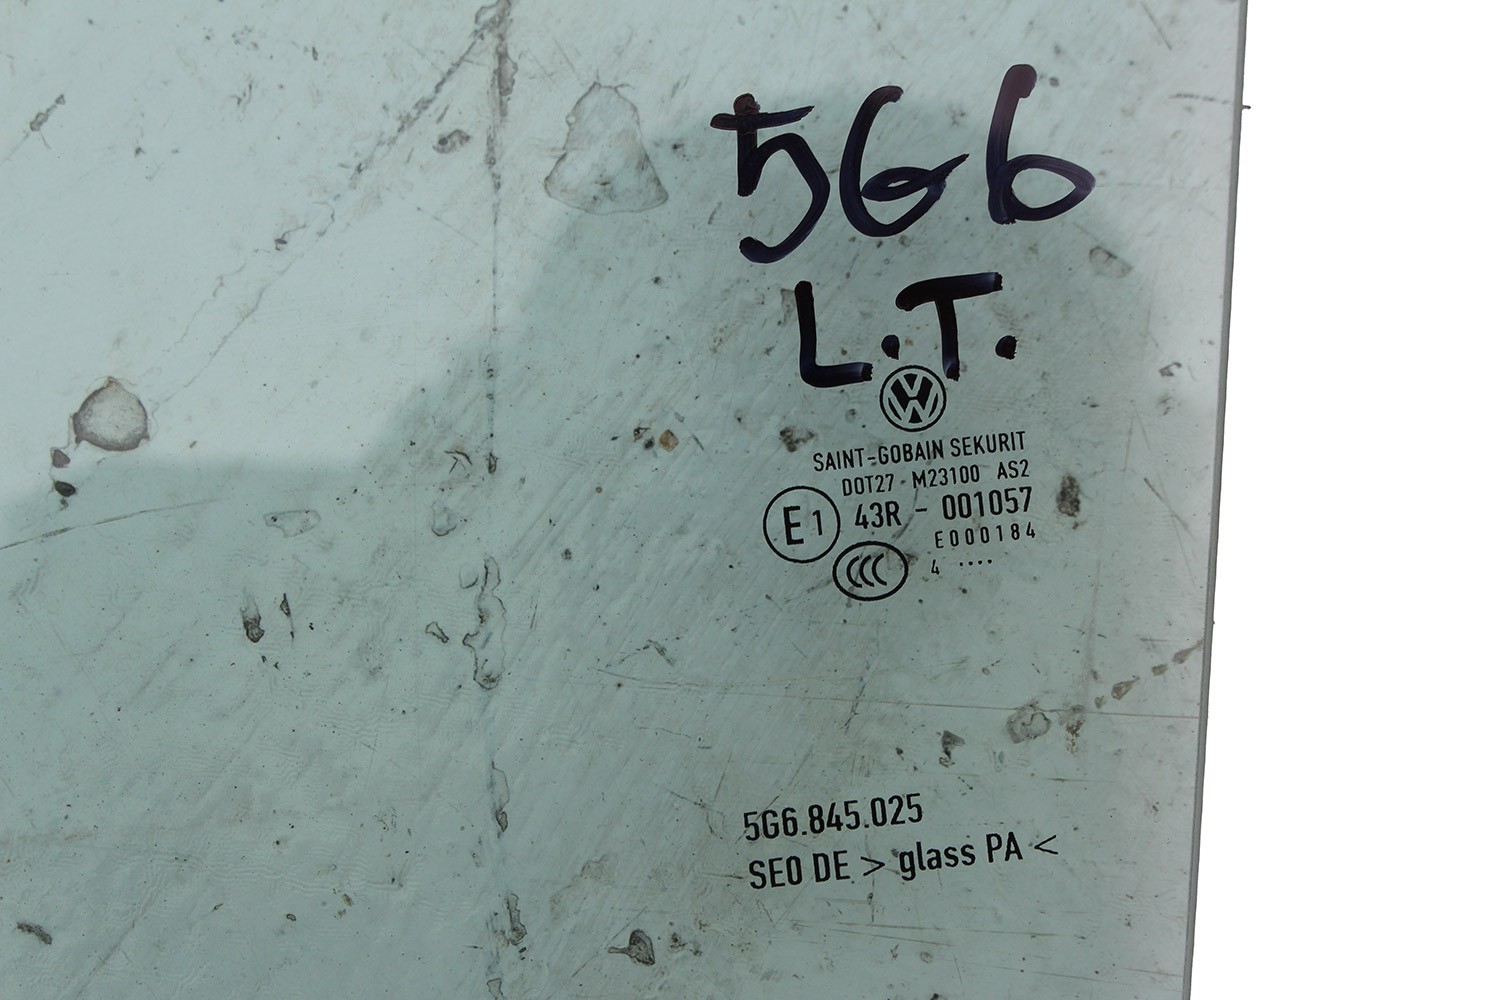 5G6
L.T.
SAINT-GOBAIN SEKURIT
DOT27 M23100 AS2
E1 43R - 001057
E000184
CCC 4 ....
5G6.845.025
SEO DE > glass PA <